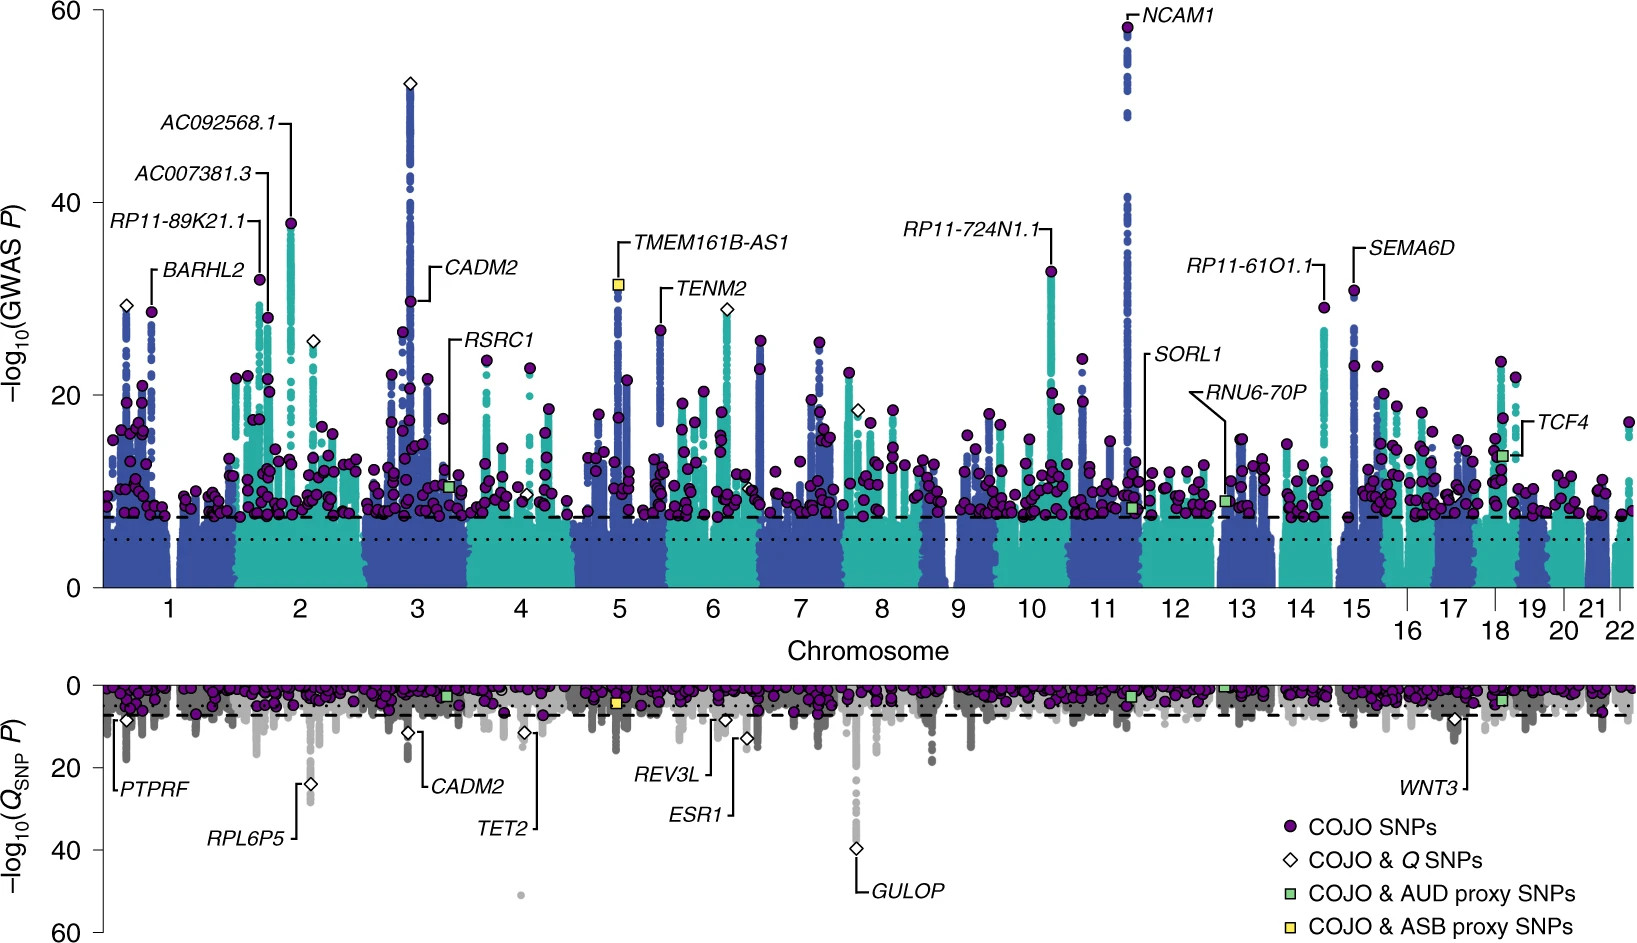 60
NCAM1
AC092568.1
AC007381.3
40
RP11-89K21.1
RP11-724N1.1
TMEM161B-AS1
SEMA6D
BARHL2
CADM2
RP11-61O1.1
TENM2
RSRC1
SORL1
20
RNU6-70P
TCF4
0
–log10(GWAS P)
1 2 3 4 5 6 7 8 9 10 11 12 13 14 15 17 19 21
16 18 20 22
Chromosome
0
20
PTPRF
CADM2
REV3L
WNT3
ESR1
TET2
RPL6P5
40
GULOP
60
–log10(QSNP P)
COJO SNPs
COJO & Q SNPs
COJO & AUD proxy SNPs
COJO & ASB proxy SNPs